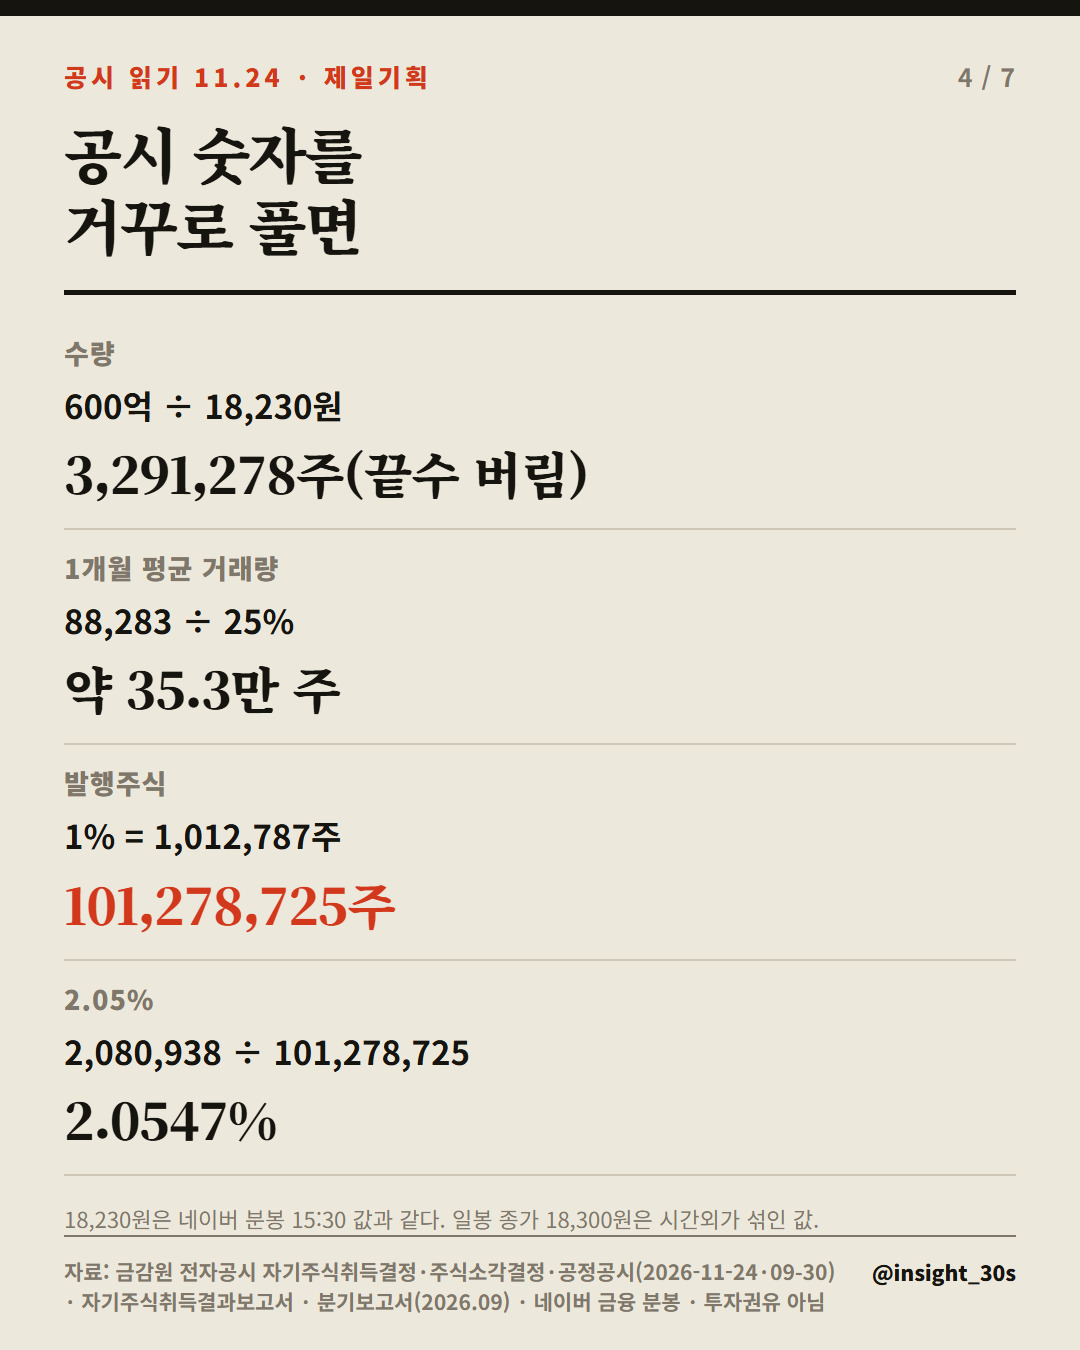 공시 읽기 11.24 · 제일기획
4 / 7
공시 숫자를
거꾸로 풀면
수량
600억 ÷ 18,230원
3,291,278주(끝수 버림)
1개월 평균 거래량
88,283 ÷ 25%
약 35.3만 주
발행주식
1% = 1,012,787주
101,278,725주
2.05%
2,080,938 ÷ 101,278,725
2.0547%
18,230원은 네이버 분봉 15:30 값과 같다. 일봉 종가 18,300원은 시간외가 섞인 값.
자료: 금감원 전자공시 자기주식취득결정·주식소각결정·공정공시(2026-11-24·09-30)
· 자기주식취득결과보고서 · 분기보고서(2026.09) · 네이버 금융 분봉 · 투자권유 아님
@insight_30s